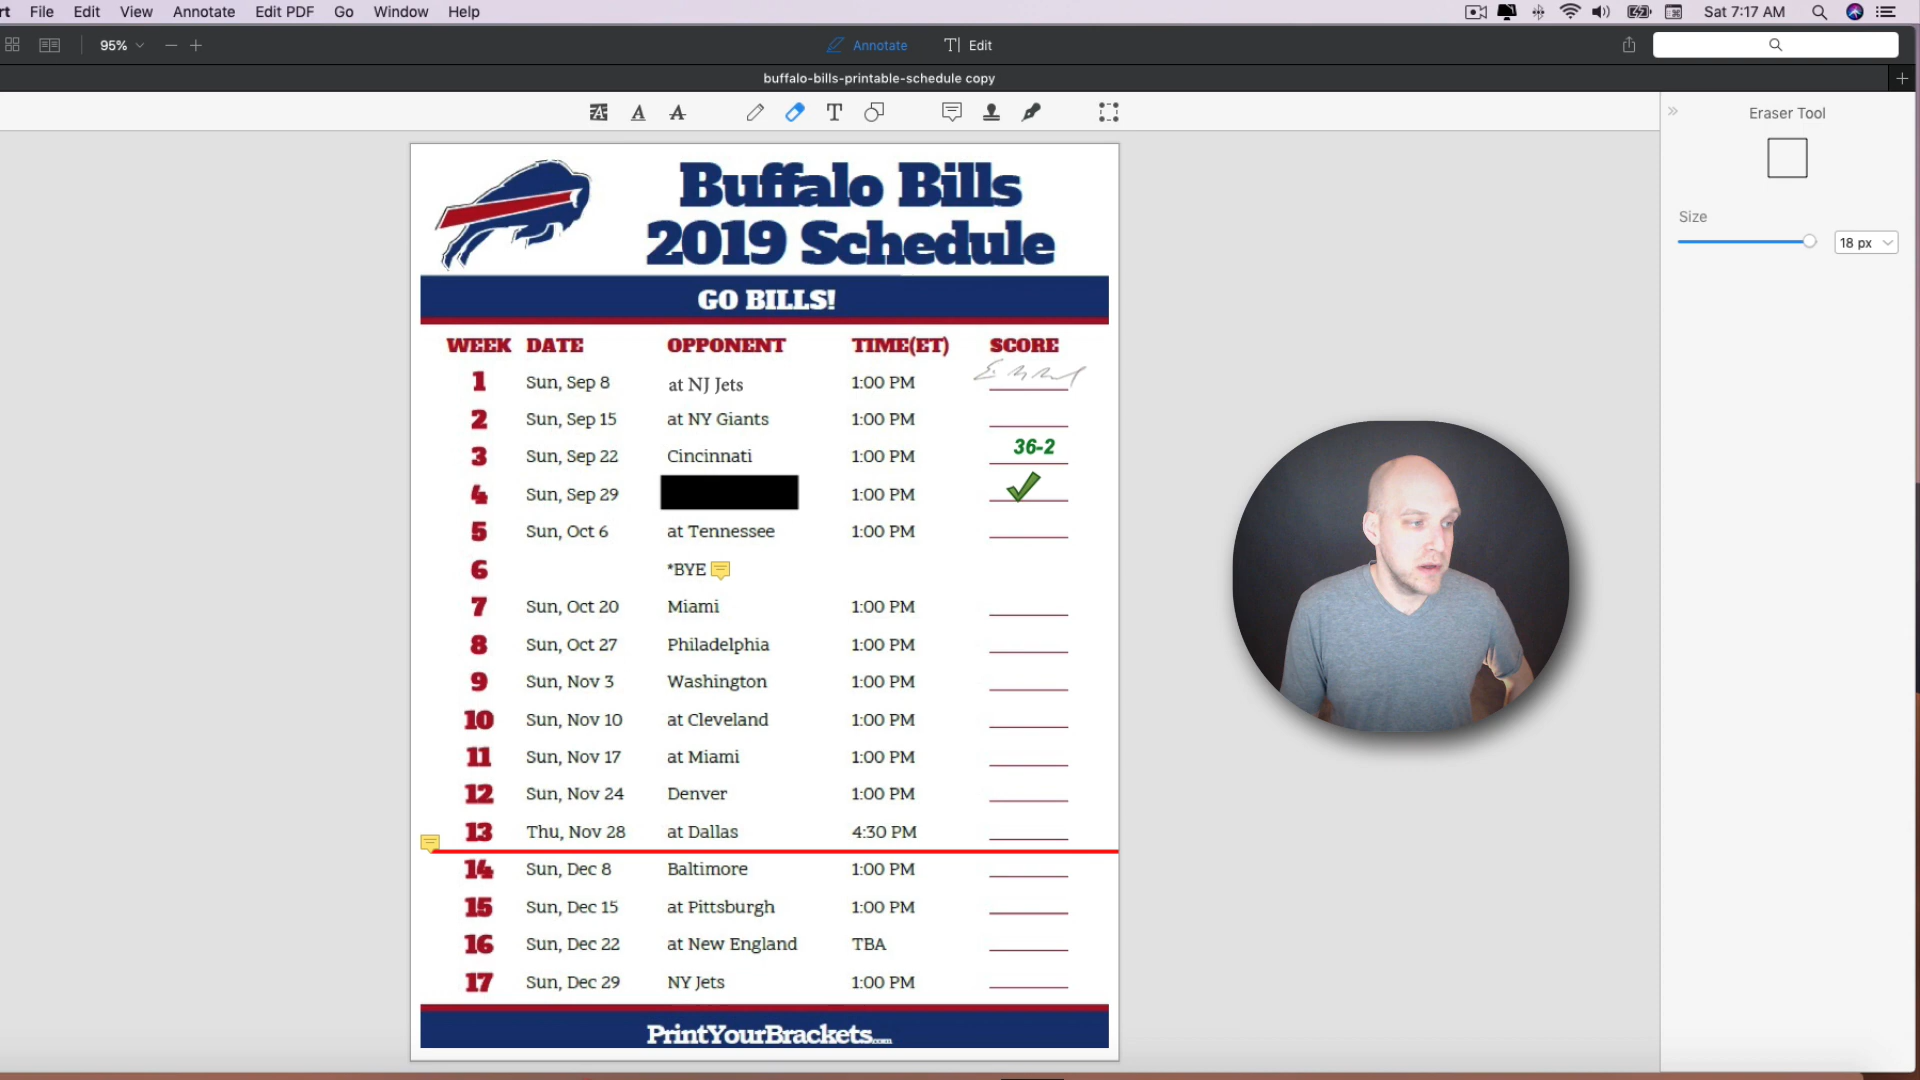 rt File Edit View Annotate Edit PDF Go Window Help Sat 7:17 AM
95% Annotate T| Edit
buffalo-bills-printable-schedule copy
Eraser Tool
Size
18 px
Buffalo Bills
2019 Schedule
GO BILLS!
WEEK DATE OPPONENT TIME(ET) SCORE
1 Sun, Sep 8 at NJ Jets 1:00 PM
2 Sun, Sep 15 at NY Giants 1:00 PM
3 Sun, Sep 22 Cincinnati 1:00 PM 36-2
4 Sun, Sep 29 1:00 PM
5 Sun, Oct 6 at Tennessee 1:00 PM
6 *BYE
7 Sun, Oct 20 Miami 1:00 PM
8 Sun, Oct 27 Philadelphia 1:00 PM
9 Sun, Nov 3 Washington 1:00 PM
10 Sun, Nov 10 at Cleveland 1:00 PM
11 Sun, Nov 17 at Miami 1:00 PM
12 Sun, Nov 24 Denver 1:00 PM
13 Thu, Nov 28 at Dallas 4:30 PM
14 Sun, Dec 8 Baltimore 1:00 PM
15 Sun, Dec 15 at Pittsburgh 1:00 PM
16 Sun, Dec 22 at New England TBA
17 Sun, Dec 29 NY Jets 1:00 PM
PrintYourBrackets.com